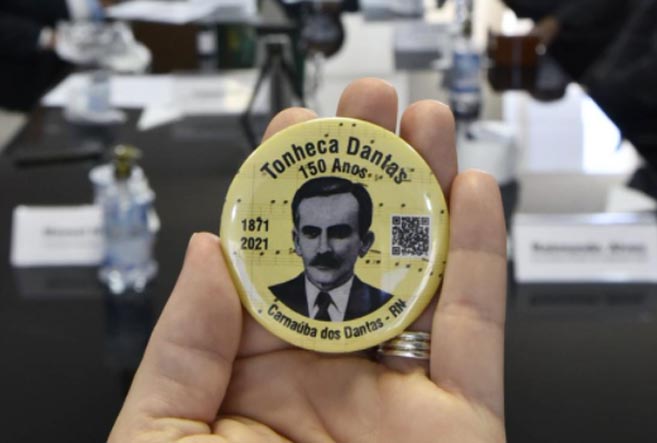 Tonheca Dantas
150 Anos
1871
2021
Carnaúba dos Dantas - RN